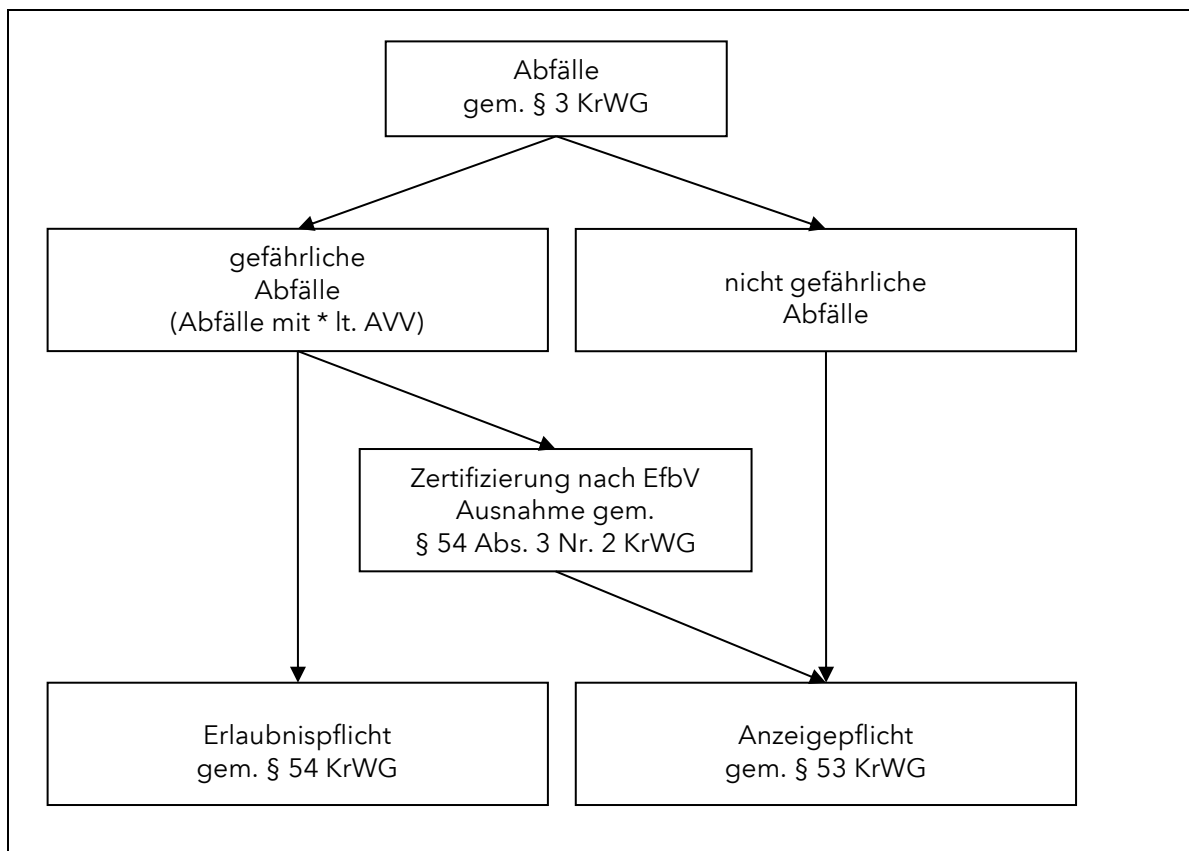 Abfälle
gem. § 3 KrWG
gefährliche
Abfälle
(Abfälle mit * lt. AVV)
nicht gefährliche
Abfälle
Zertifizierung nach EfbV
Ausnahme gem.
§ 54 Abs. 3 Nr. 2 KrWG
Erlaubnispflicht
gem. § 54 KrWG
Anzeigepflicht
gem. § 53 KrWG